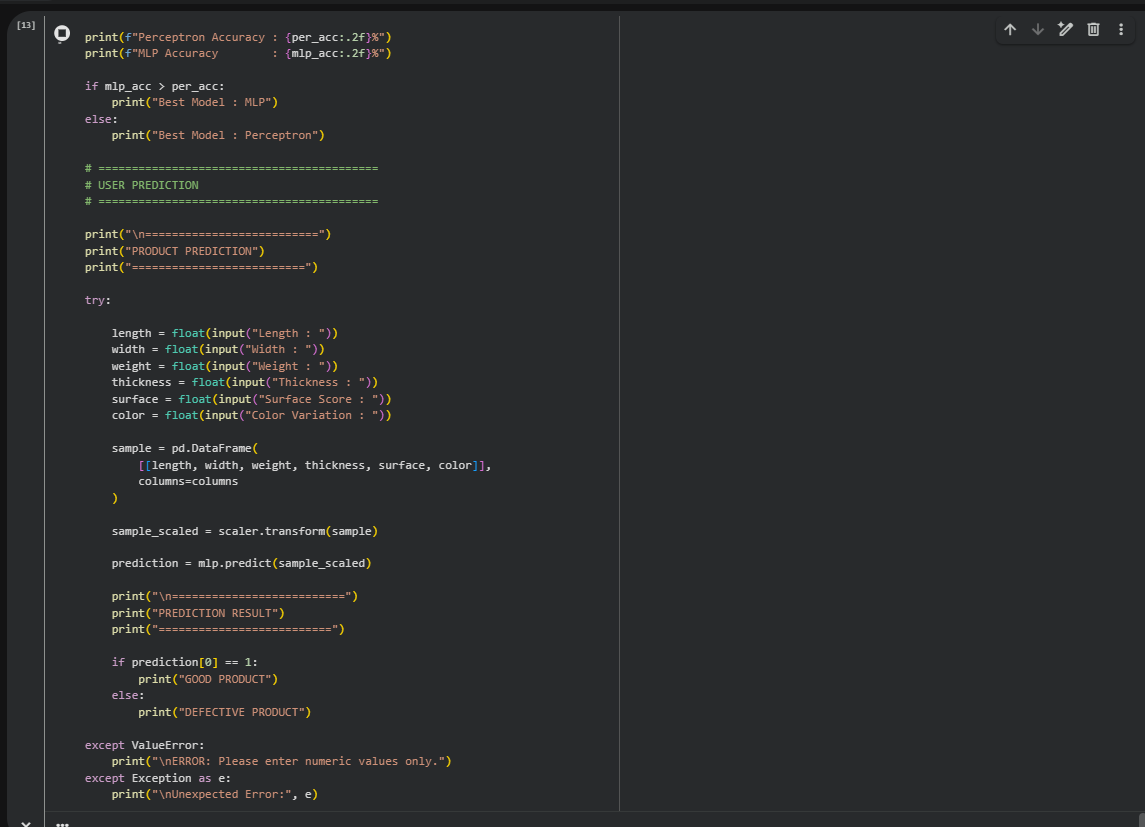 [13]
print(f"Perceptron Accuracy : {per_acc:.2f}%")
print(f"MLP Accuracy        : {mlp_acc:.2f}%")

if mlp_acc > per_acc:
    print("Best Model : MLP")
else:
    print("Best Model : Perceptron")

# ==========================================
# USER PREDICTION
# ==========================================

print("\n==========================")
print("PRODUCT PREDICTION")
print("==========================")

try:

    length = float(input("Length : "))
    width = float(input("Width : "))
    weight = float(input("Weight : "))
    thickness = float(input("Thickness : "))
    surface = float(input("Surface Score : "))
    color = float(input("Color Variation : "))

    sample = pd.DataFrame(
        [[length, width, weight, thickness, surface, color]],
        columns=columns
    )

    sample_scaled = scaler.transform(sample)

    prediction = mlp.predict(sample_scaled)

    print("\n==========================")
    print("PREDICTION RESULT")
    print("==========================")

    if prediction[0] == 1:
        print("GOOD PRODUCT")
    else:
        print("DEFECTIVE PRODUCT")

except ValueError:
    print("\nERROR: Please enter numeric values only.")
except Exception as e:
    print("\nUnexpected Error:", e)